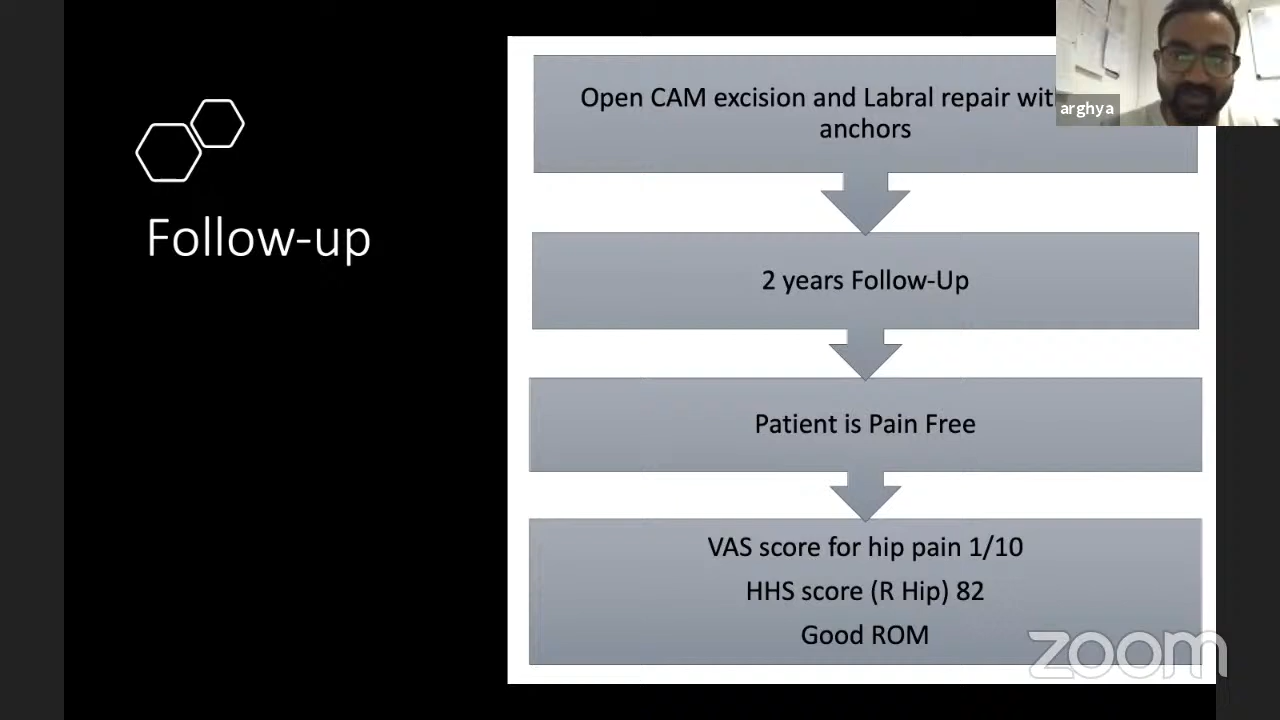 Follow-up
Open CAM excision and Labral repair wit
anchors
2 years Follow-Up
Patient is Pain Free
VAS score for hip pain 1/10
HHS score (R Hip) 82
Good ROM
arghya
zoom